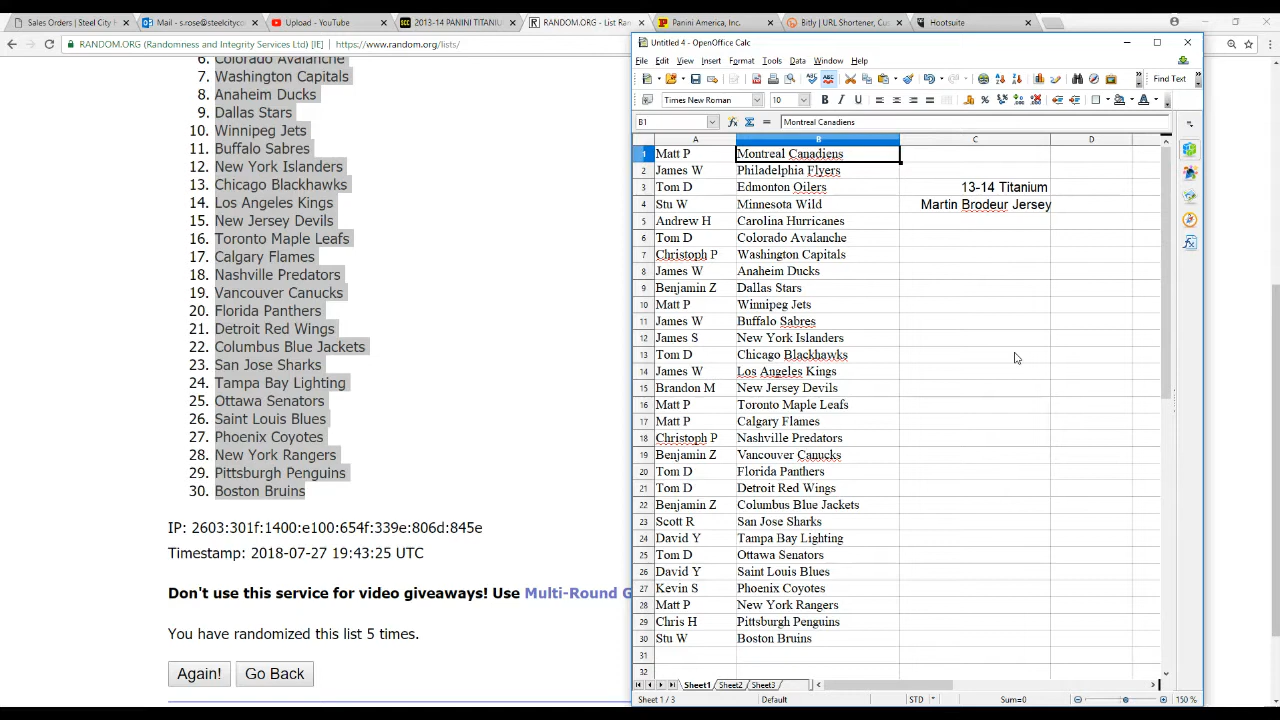 Sales Orders | Steel City H
Mail - s.rose@steelcityco
Upload - YouTube
2013-14 PANINI TITANIUM
RANDOM.ORG - List Ran
Panini America, Inc.
Bitly | URL Shortener, Cus
Hootsuite
RANDOM.ORG (Randomness and Integrity Services Ltd) [IE] | https://www.random.org/lists/
6. Colorado Avalanche
7. Washington Capitals
8. Anaheim Ducks
9. Dallas Stars
10. Winnipeg Jets
11. Buffalo Sabres
12. New York Islanders
13. Chicago Blackhawks
14. Los Angeles Kings
15. New Jersey Devils
16. Toronto Maple Leafs
17. Calgary Flames
18. Nashville Predators
19. Vancouver Canucks
20. Florida Panthers
21. Detroit Red Wings
22. Columbus Blue Jackets
23. San Jose Sharks
24. Tampa Bay Lighting
25. Ottawa Senators
26. Saint Louis Blues
27. Phoenix Coyotes
28. New York Rangers
29. Pittsburgh Penguins
30. Boston Bruins
IP: 2603:301f:1400:e100:654f:339e:806d:845e
Timestamp: 2018-07-27 19:43:25 UTC
Don't use this service for video giveaways! Use Multi-Round G
You have randomized this list 5 times.
Again! Go Back
Untitled 4 - OpenOffice Calc
File Edit View Insert Format Tools Data Window Help
Find Text
Times New Roman 10
B1 Montreal Canadiens
A B C D
1 Matt P Montreal Canadiens
2 James W Philadelphia Flyers
3 Tom D Edmonton Oilers 13-14 Titanium
4 Stu W Minnesota Wild Martin Brodeur Jersey
5 Andrew H Carolina Hurricanes
6 Tom D Colorado Avalanche
7 Christoph P Washington Capitals
8 James W Anaheim Ducks
9 Benjamin Z Dallas Stars
10 Matt P Winnipeg Jets
11 James W Buffalo Sabres
12 James S New York Islanders
13 Tom D Chicago Blackhawks
14 James W Los Angeles Kings
15 Brandon M New Jersey Devils
16 Matt P Toronto Maple Leafs
17 Matt P Calgary Flames
18 Christoph P Nashville Predators
19 Benjamin Z Vancouver Canucks
20 Tom D Florida Panthers
21 Tom D Detroit Red Wings
22 Benjamin Z Columbus Blue Jackets
23 Scott R San Jose Sharks
24 David Y Tampa Bay Lighting
25 Tom D Ottawa Senators
26 David Y Saint Louis Blues
27 Kevin S Phoenix Coyotes
28 Matt P New York Rangers
29 Chris H Pittsburgh Penguins
30 Stu W Boston Bruins
31
32
Sheet1 Sheet2 Sheet3
Sheet 1 / 3 Default STD * Sum=0 150 %